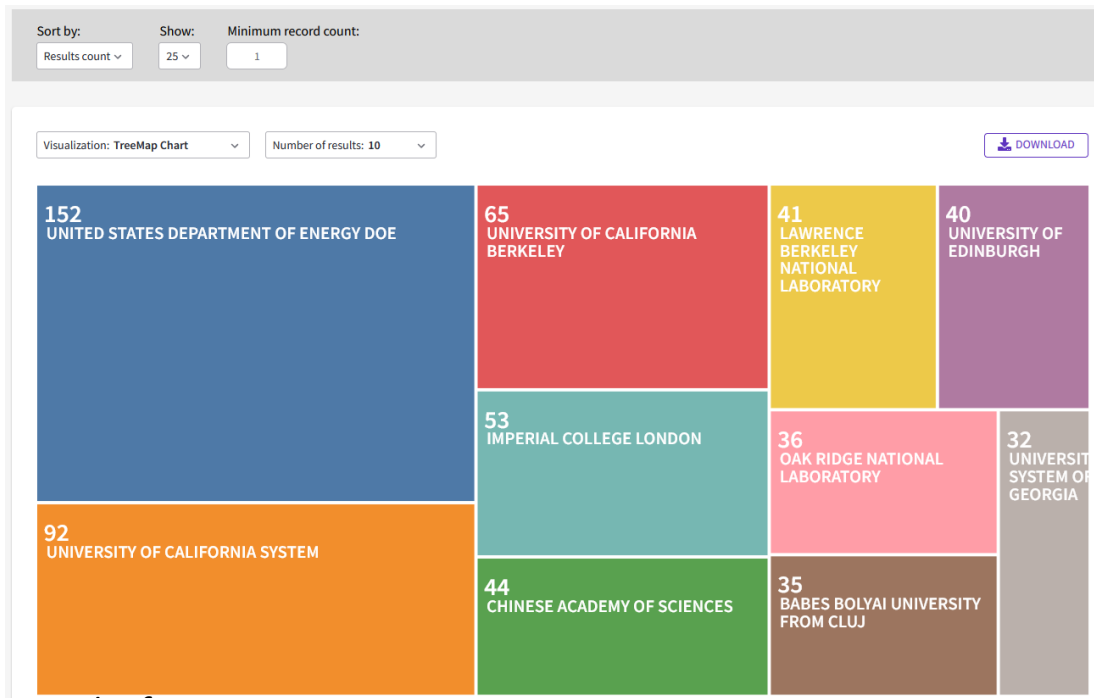 Sort by: Show: Minimum record count:
Results count 25 1
Visualization: TreeMap Chart Number of results: 10 DOWNLOAD
152
UNITED STATES DEPARTMENT OF ENERGY DOE
92
UNIVERSITY OF CALIFORNIA SYSTEM
65
UNIVERSITY OF CALIFORNIA
BERKELEY
53
IMPERIAL COLLEGE LONDON
44
CHINESE ACADEMY OF SCIENCES
41
LAWRENCE
BERKELEY
NATIONAL
LABORATORY
40
UNIVERSITY OF
EDINBURGH
36
OAK RIDGE NATIONAL
LABORATORY
35
BABES BOLYAI UNIVERSITY
FROM CLUJ
32
UNIVERSIT
SYSTEM OF
GEORGIA